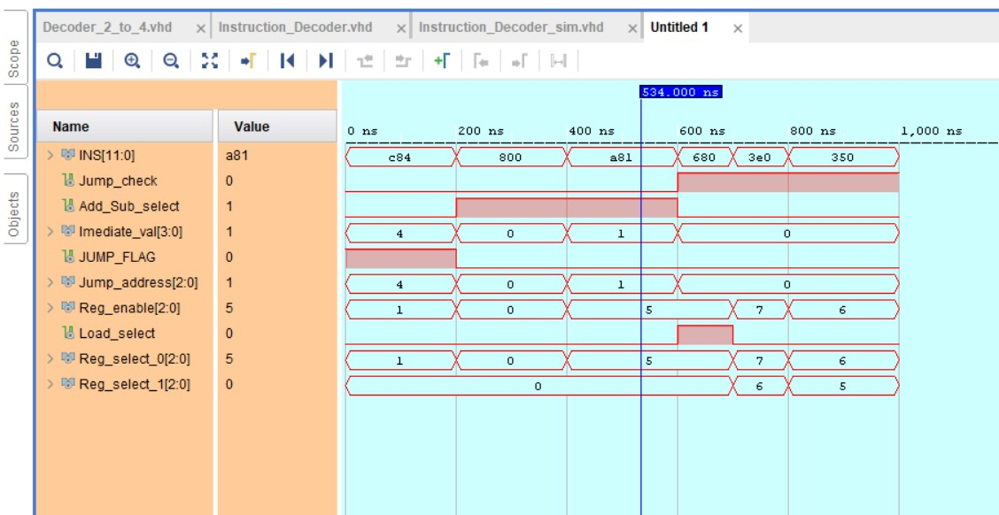 Decoder_2_to_4.vhd × Instruction_Decoder.vhd × Instruction_Decoder_sim.vhd × Untitled 1 ×
Scope
Sources
Objects
534.000 ns
Name Value 0 ns 200 ns 400 ns 600 ns 800 ns 1,000 ns
INS[11:0] a81 c84 800 a81 680 3e0 350
Jump_check 0
Add_Sub_select 1
Imediate_val[3:0] 1 4 0 1 0
JUMP_FLAG 0
Jump_address[2:0] 1 4 0 1 0
Reg_enable[2:0] 5 1 0 5 7 6
Load_select 0
Reg_select_0[2:0] 5 1 0 5 7 6
Reg_select_1[2:0] 0 0 6 5